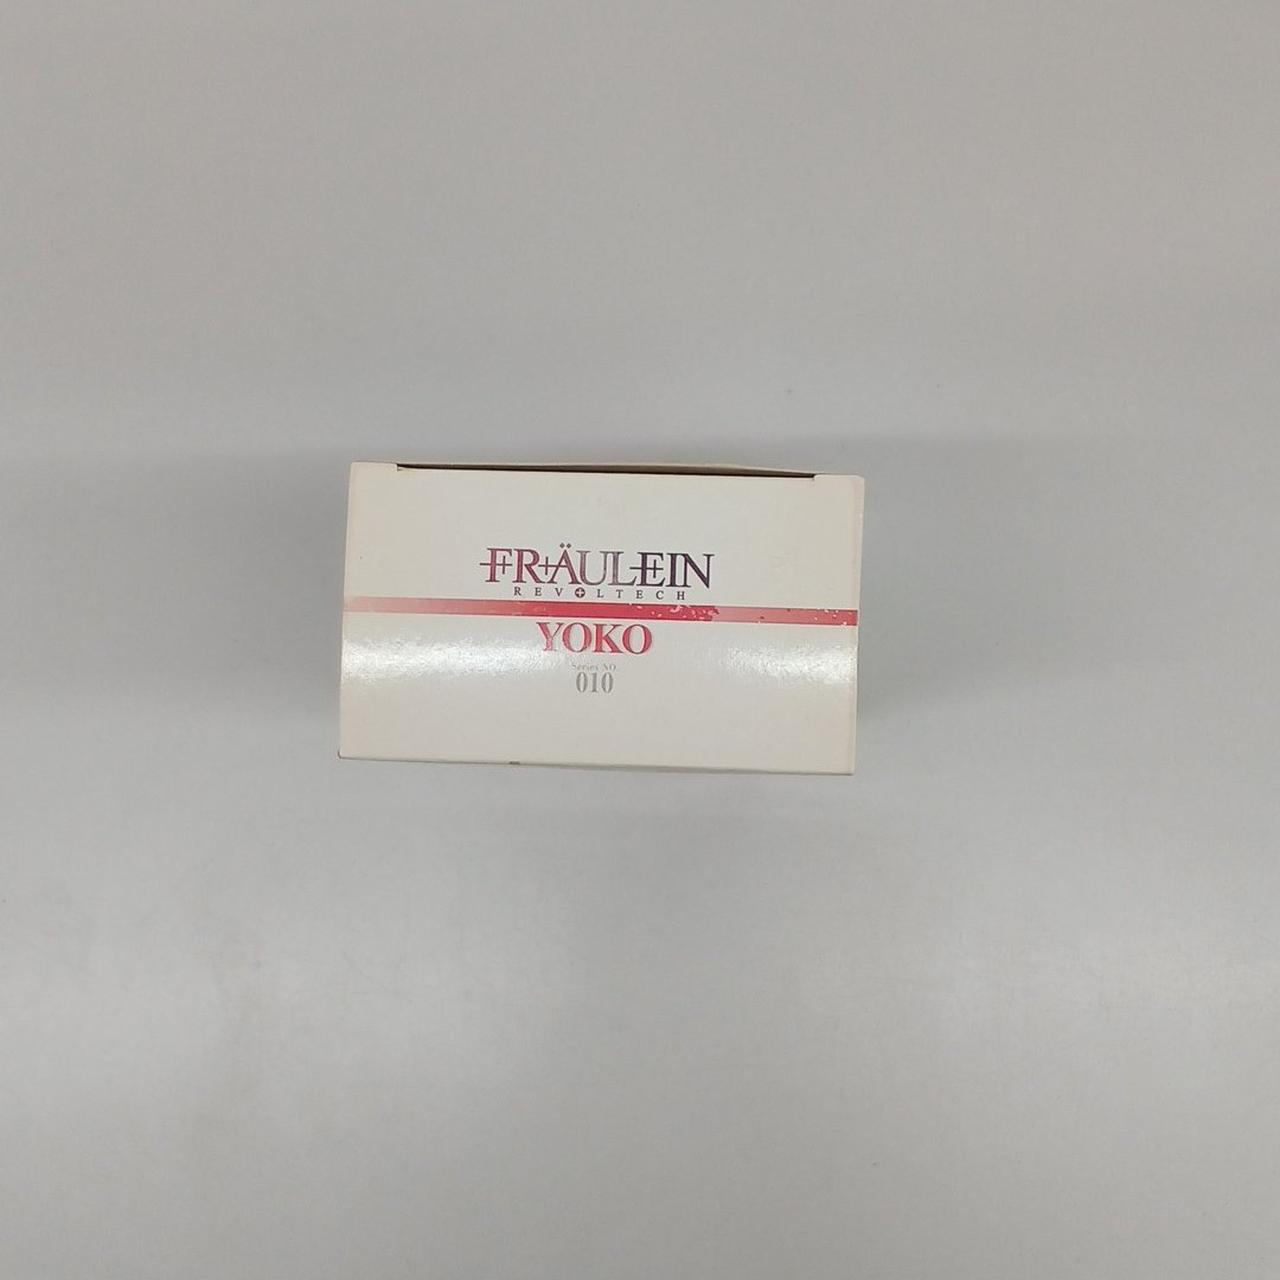 FRÄULEIN
REVOLTECH
YOKO
Series NO.
010